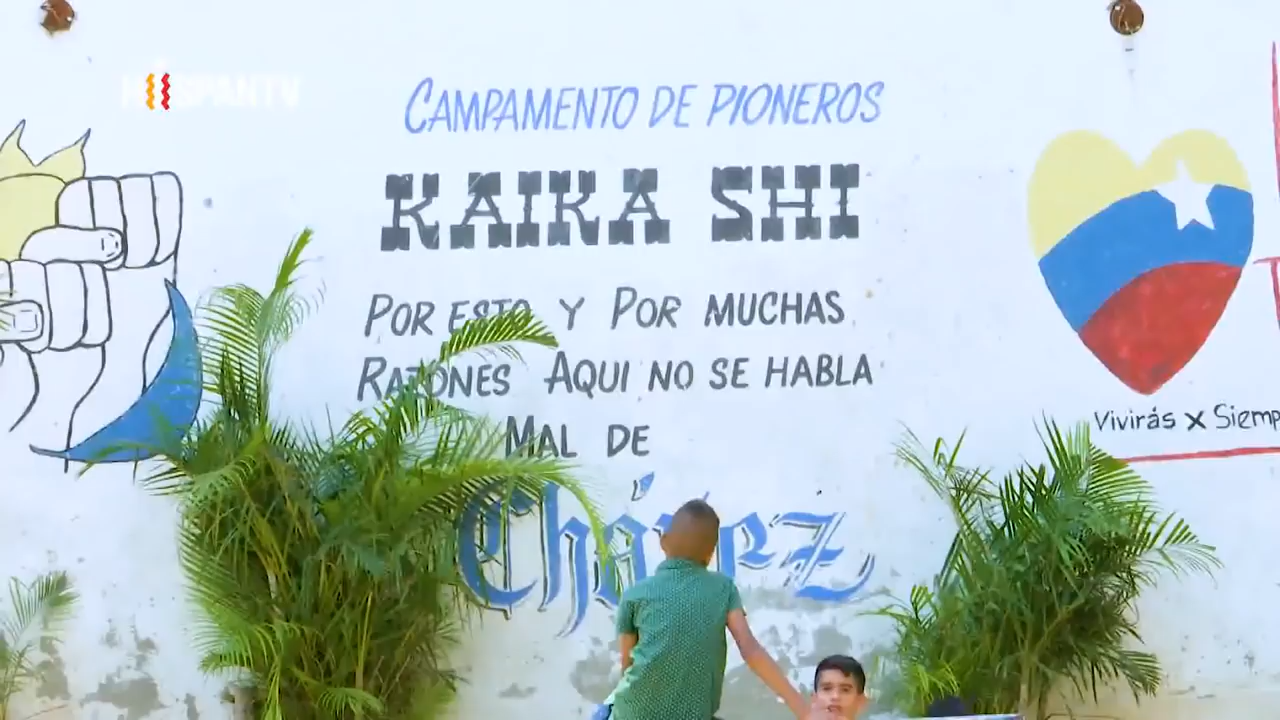 HISPANTV
CAMPAMENTO DE PIONEROS
KAIKA SHI
POR ESTO Y POR MUCHAS
RAZONES AQUI NO SE HABLA
MAL DE
Chávez
Vivirás x Siemp